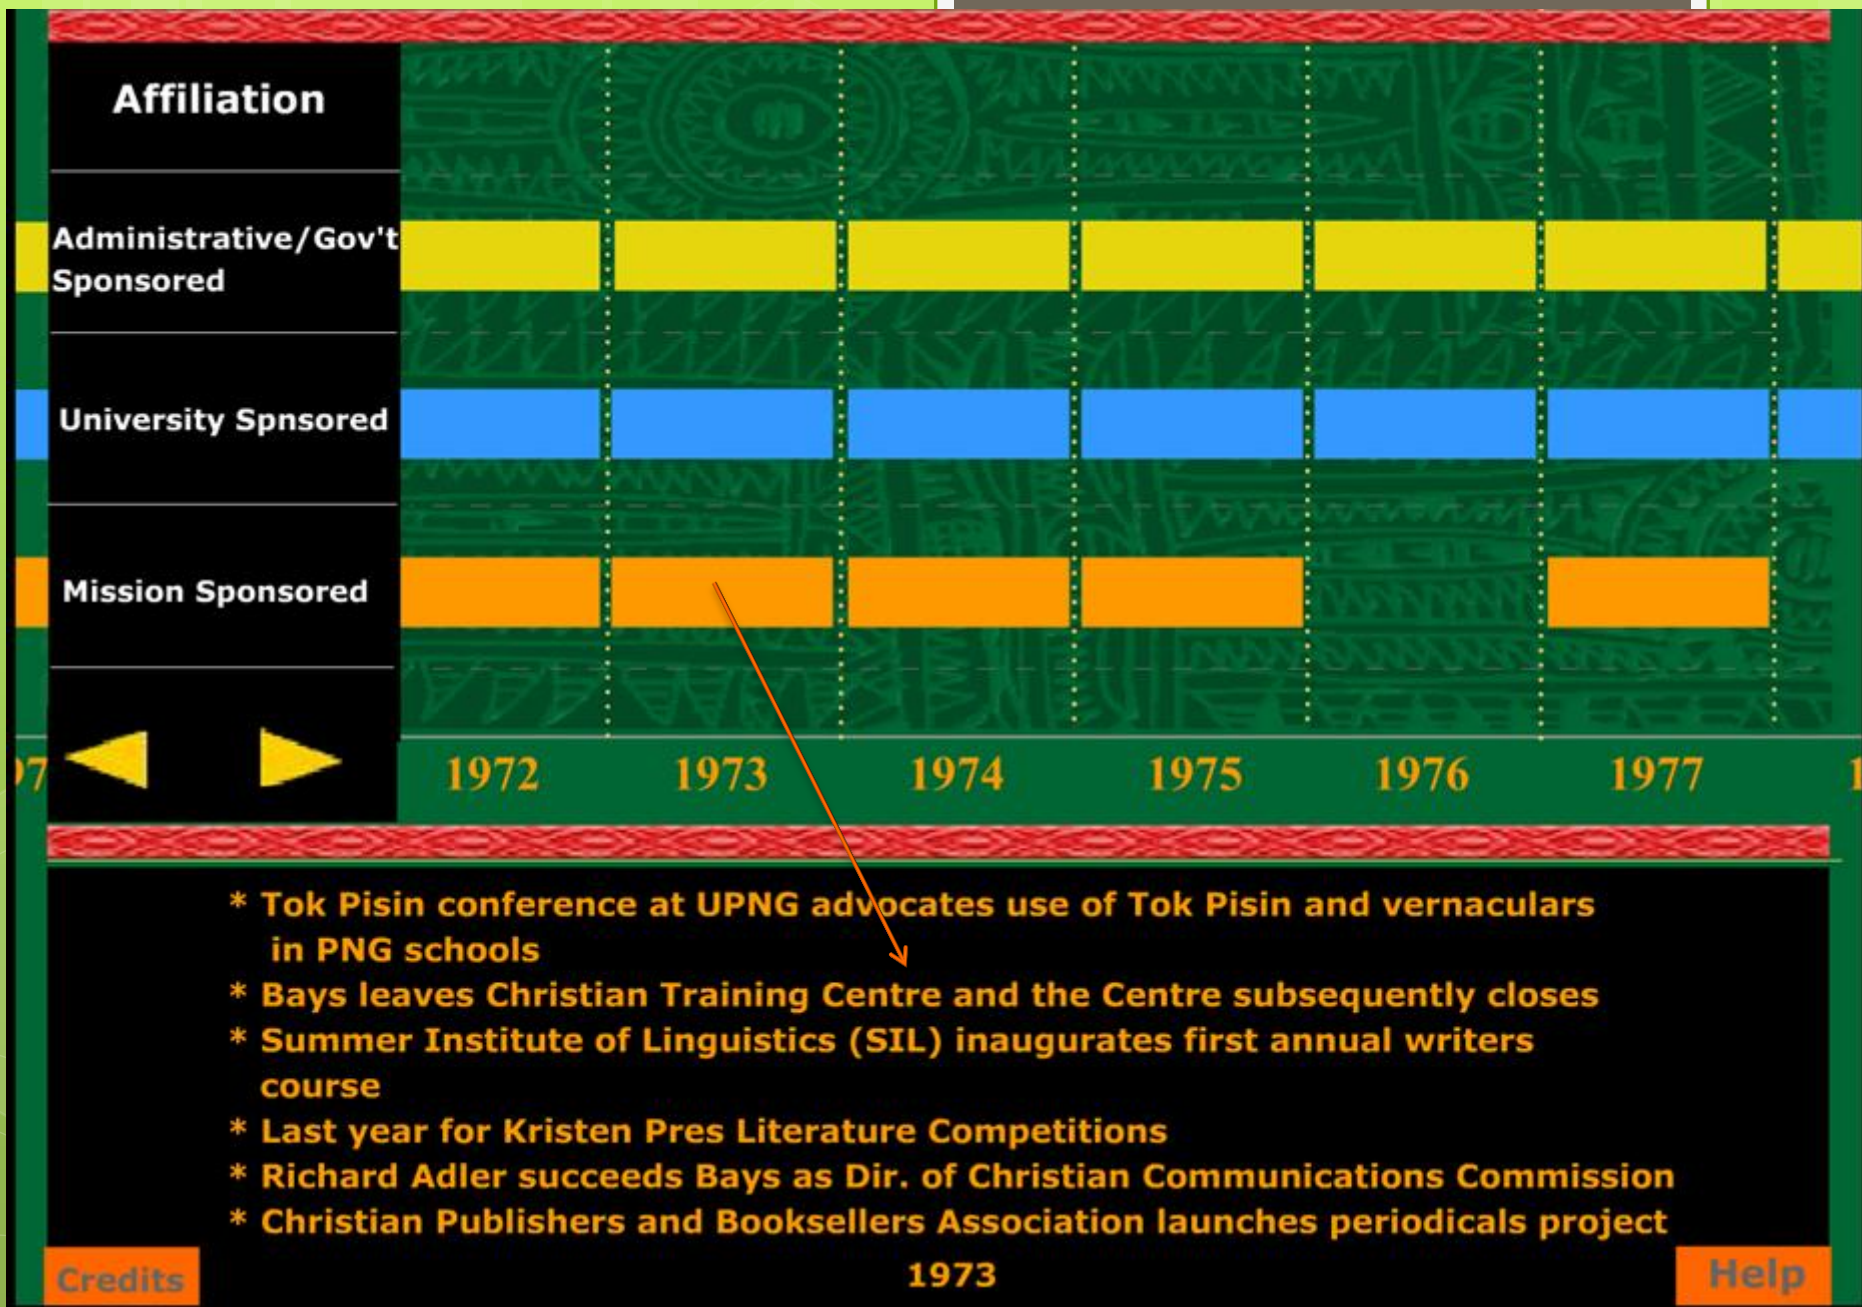 Affiliation
Administrative/Gov't
Sponsored
University Spnsored
Mission Sponsored
97
1972
1973
1974
1975
1976
1977
1
* Tok Pisin conference at UPNG advocates use of Tok Pisin and vernaculars
in PNG schools
* Bays leaves Christian Training Centre and the Centre subsequently closes
* Summer Institute of Linguistics (SIL) inaugurates first annual writers
course
* Last year for Kristen Pres Literature Competitions
* Richard Adler succeeds Bays as Dir. of Christian Communications Commission
* Christian Publishers and Booksellers Association launches periodicals project
Credits
1973
Help